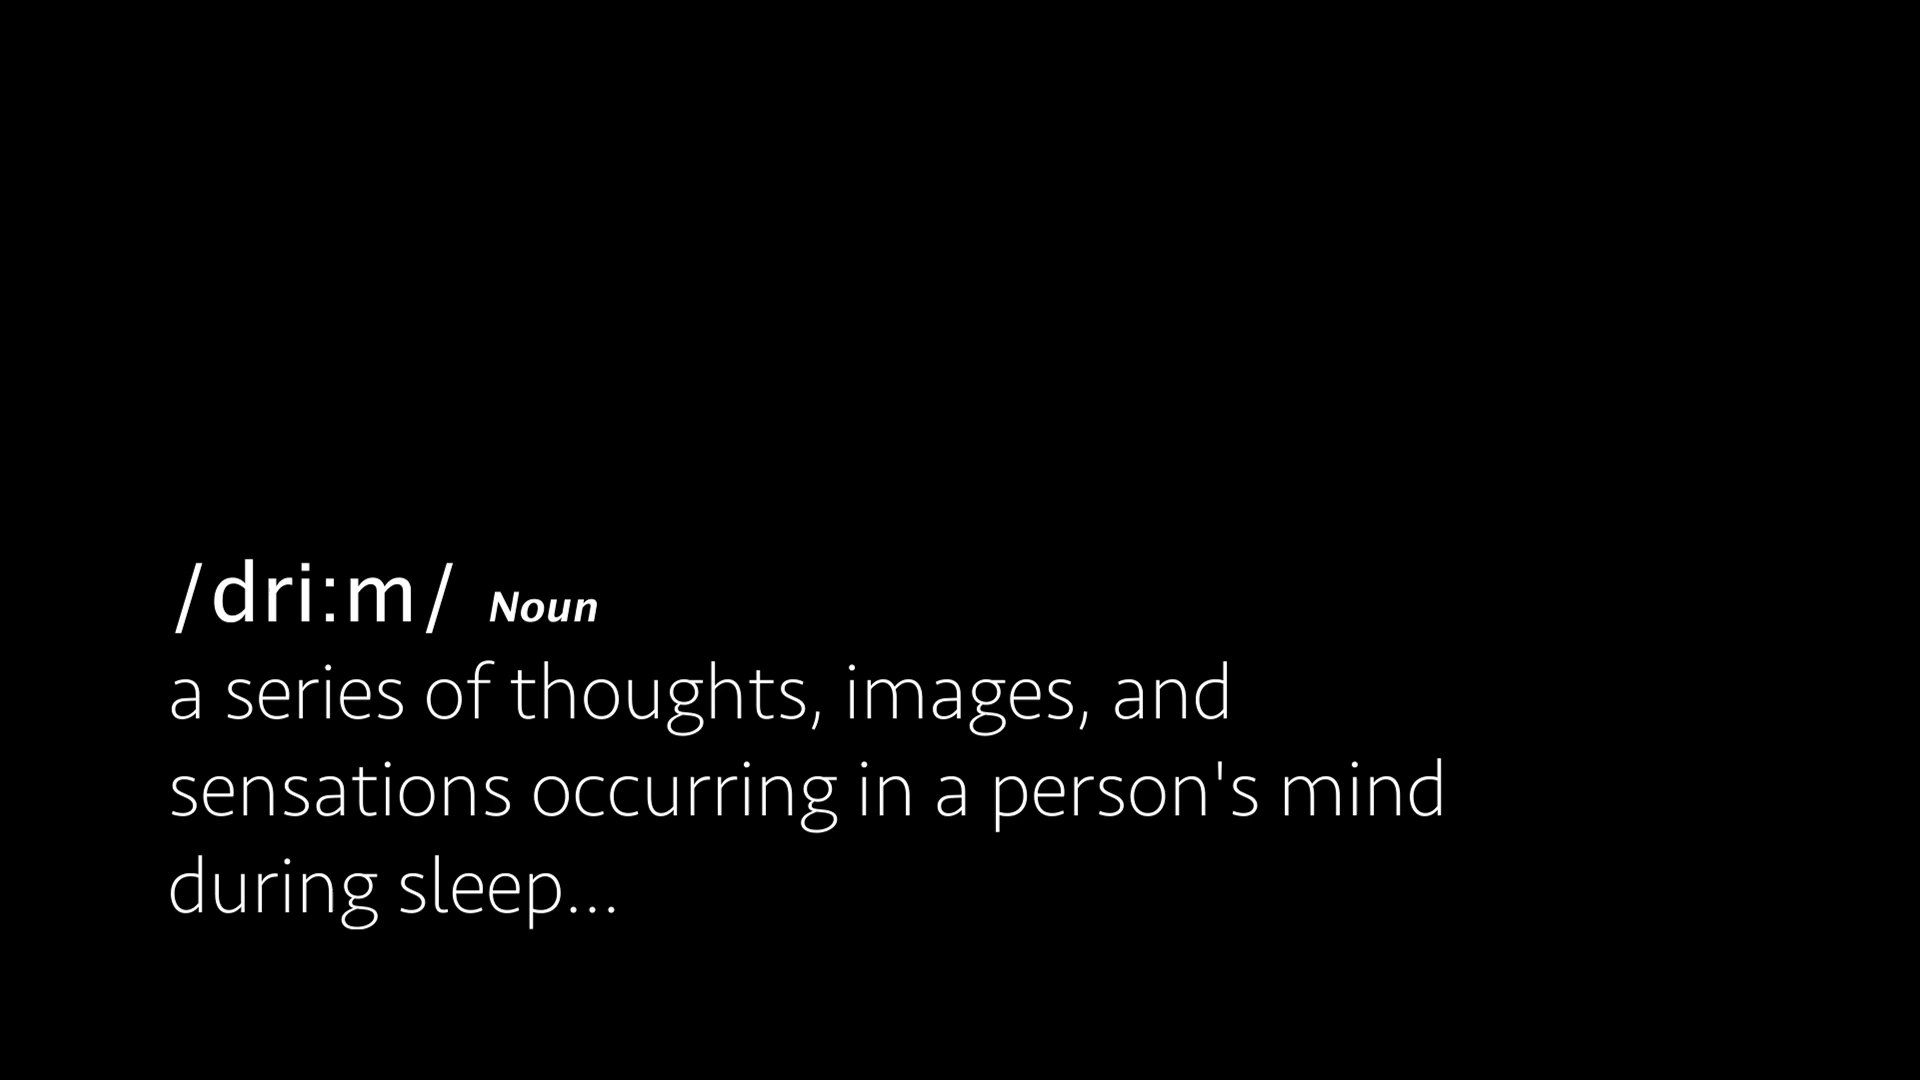 /dri:m/ Noun
a series of thoughts, images, and
sensations occurring in a person's mind
during sleep...